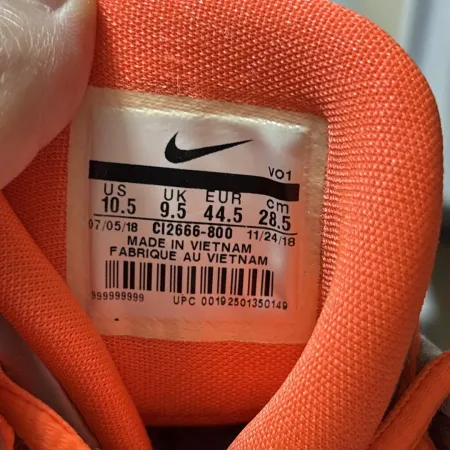 VO1
US UK EUR cm
10.5 9.5 44.5 28.5
07/05/18 CI2666-800 11/24/18
MADE IN VIETNAM
FABRIQUE AU VIETNAM
999999999 UPC 00192501350149